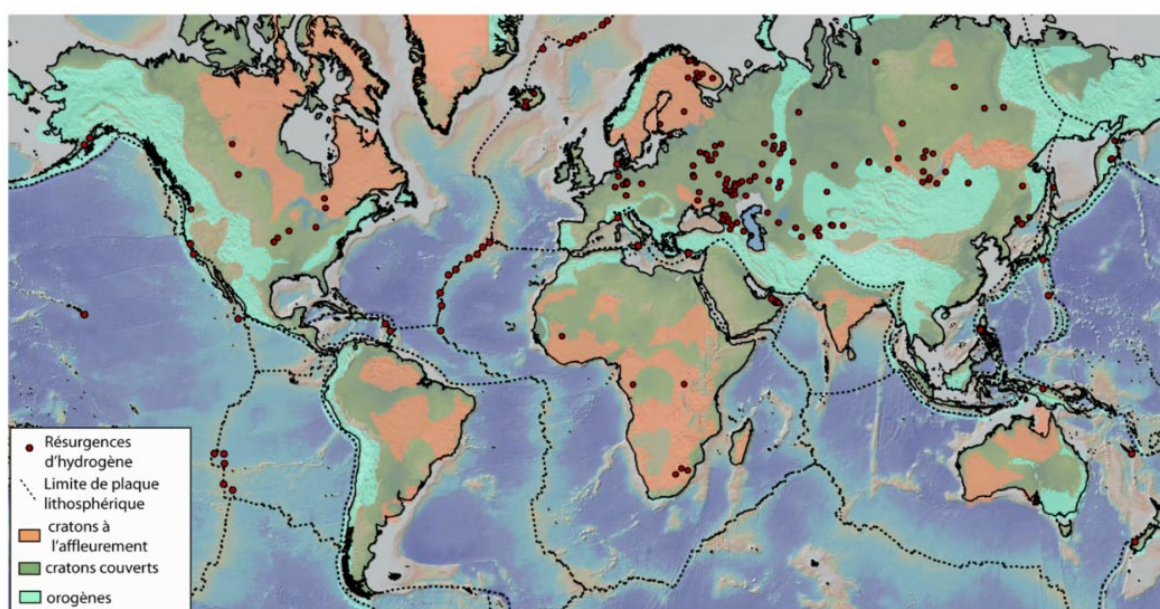 Résurgences
d'hydrogène
Limite de plaque
lithosphérique
cratons à
l'affleurement
cratons couverts
orogènes